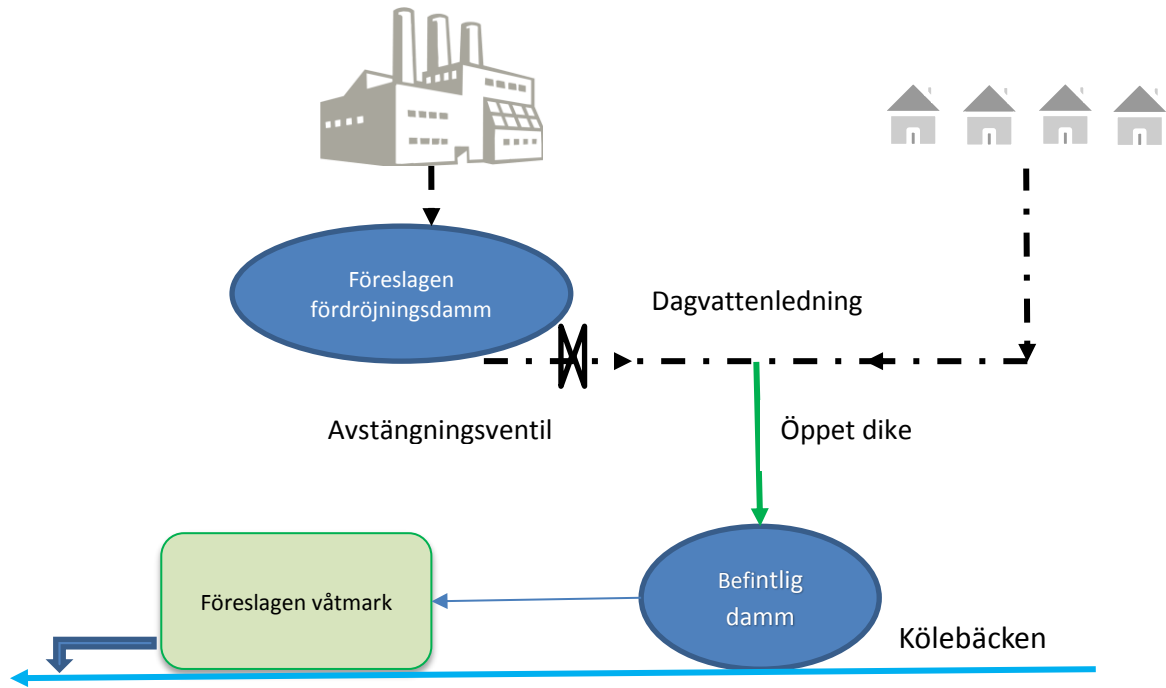 Föreslagen
fördröjningsdamm
Dagvattenledning
Avstängningsventil
Öppet dike
Befintlig
damm
Föreslagen våtmark
Kölebäcken